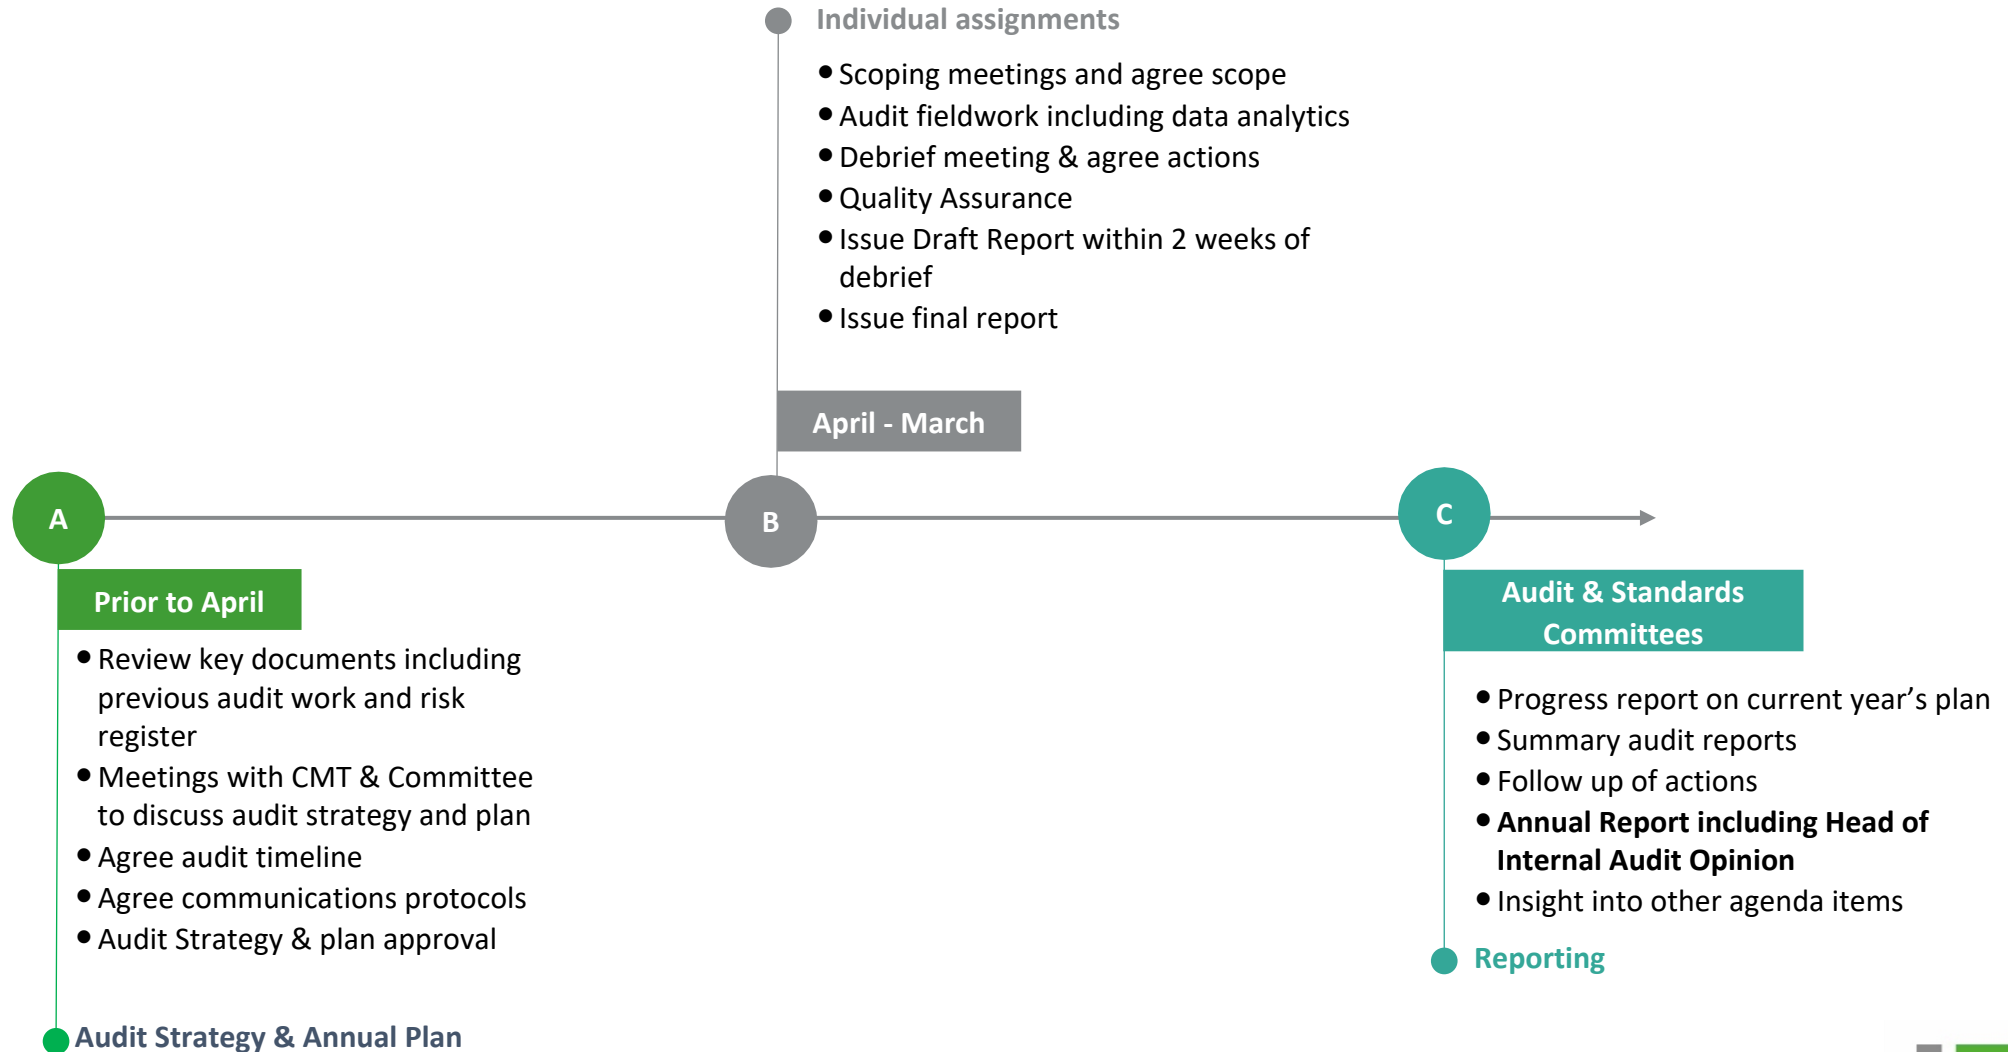 Individual assignments
• Scoping meetings and agree scope
• Audit fieldwork including data analytics
• Debrief meeting & agree actions
• Quality Assurance
• Issue Draft Report within 2 weeks of
debrief
• Issue final report
April - March
A
B
C
Prior to April
• Review key documents including
previous audit work and risk
register
• Meetings with CMT & Committee
to discuss audit strategy and plan
• Agree audit timeline
• Agree communications protocols
• Audit Strategy & plan approval
Audit Strategy & Annual Plan
Audit & Standards
Committees
• Progress report on current year’s plan
• Summary audit reports
• Follow up of actions
• Annual Report including Head of
Internal Audit Opinion
• Insight into other agenda items
Reporting